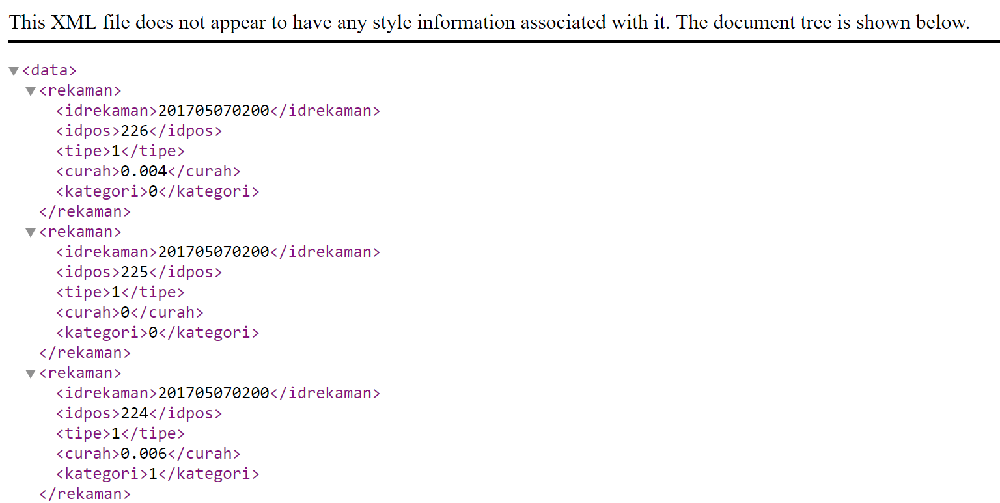 This XML file does not appear to have any style information associated with it. The document tree is shown below.
<data>
<rekaman>
<idrekaman>201705070200</idrekaman>
<idpos>226</idpos>
<tipe>1</tipe>
<curah>0.004</curah>
<kategori>0</kategori>
</rekaman>
<rekaman>
<idrekaman>201705070200</idrekaman>
<idpos>225</idpos>
<tipe>1</tipe>
<curah>0</curah>
<kategori>0</kategori>
</rekaman>
<rekaman>
<idrekaman>201705070200</idrekaman>
<idpos>224</idpos>
<tipe>1</tipe>
<curah>0.006</curah>
<kategori>1</kategori>
</rekaman>